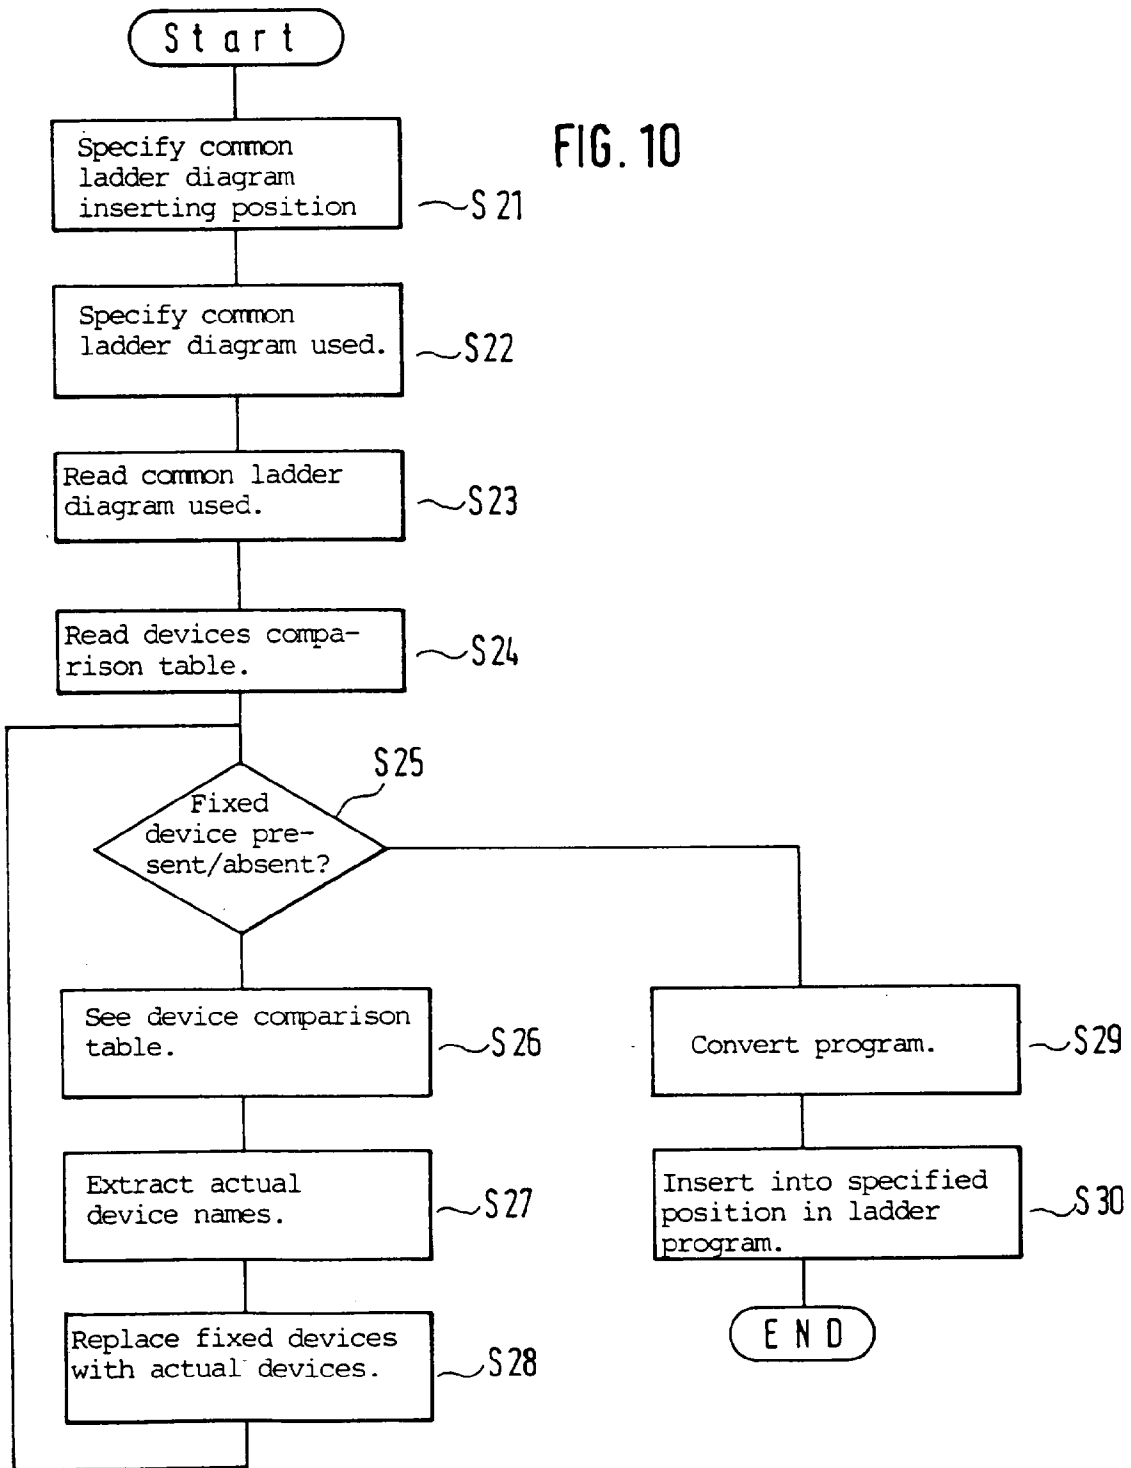 Start
FIG. 10
Specify common
ladder diagram
inserting position
S21
Specify common
ladder diagram used.
S22
Read common ladder
diagram used.
S23
Read devices compa-
rison table.
S24
S25
Fixed
device pre-
sent/absent?
See device comparison
table.
S26
Extract actual
device names.
S27
Replace fixed devices
with actual devices.
S28
Convert program.
S29
Insert into specified
position in ladder
program.
S30
END